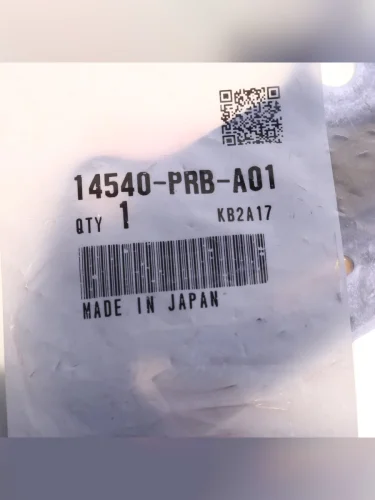 14540-PRB-A01
QTY 1 KB2A17
MADE IN JAPAN